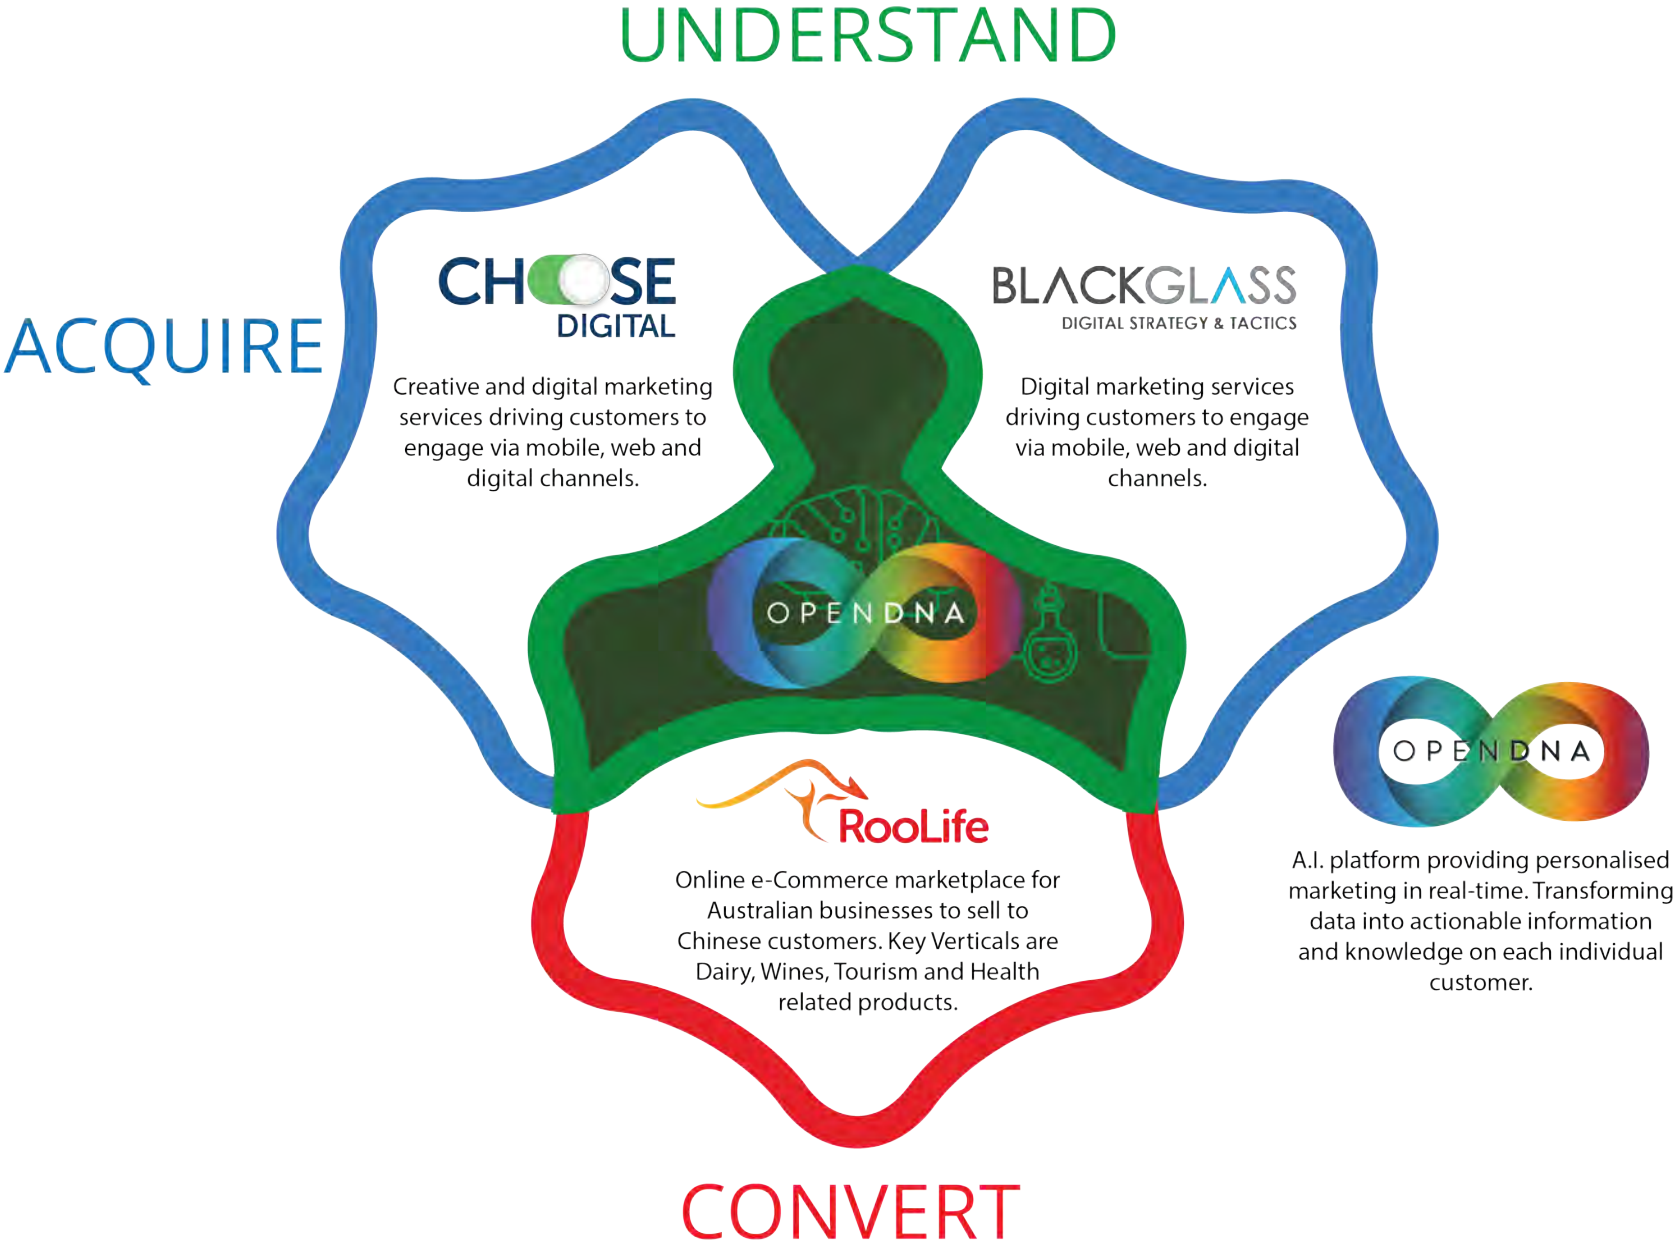 UNDERSTAND
ACQUIRE
CHOOSE
DIGITAL
Creative and digital marketing
services driving customers to
engage via mobile, web and
digital channels.
BLACKGLASS
DIGITAL STRATEGY & TACTICS
Digital marketing services
driving customers to engage
via mobile, web and digital
channels.
OPENDNA
RooLife
Online e-Commerce marketplace for
Australian businesses to sell to
Chinese customers. Key Verticals are
Dairy, Wines, Tourism and Health
related products.
OPENDNA
A.I. platform providing personalised
marketing in real-time. Transforming
data into actionable information
and knowledge on each individual
customer.
CONVERT